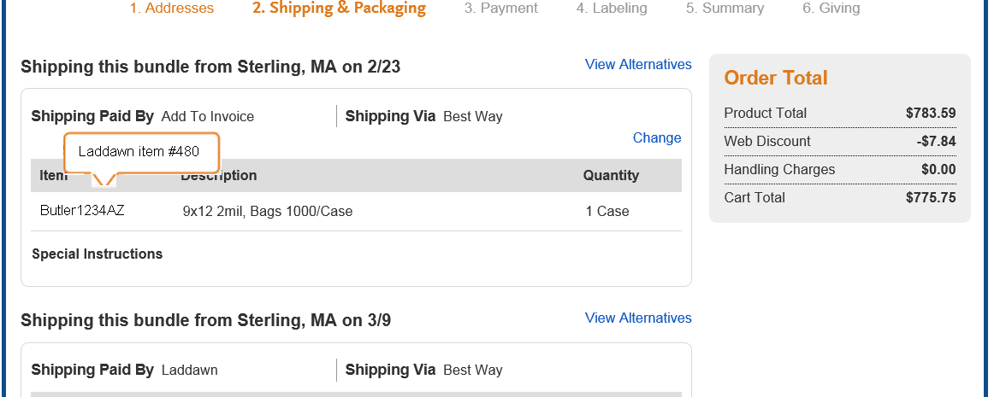 1. Addresses 2. Shipping & Packaging 3. Payment 4. Labeling 5. Summary 6. Giving
Shipping this bundle from Sterling, MA on 2/23 View Alternatives
Shipping Paid By Add To Invoice Shipping Via Best Way
Change
Laddawn item #480
Item Description Quantity
Butler1234AZ 9x12 2mil, Bags 1000/Case 1 Case
Special Instructions
Shipping this bundle from Sterling, MA on 3/9 View Alternatives
Shipping Paid By Laddawn Shipping Via Best Way
Order Total
Product Total $783.59
Web Discount -$7.84
Handling Charges $0.00
Cart Total $775.75